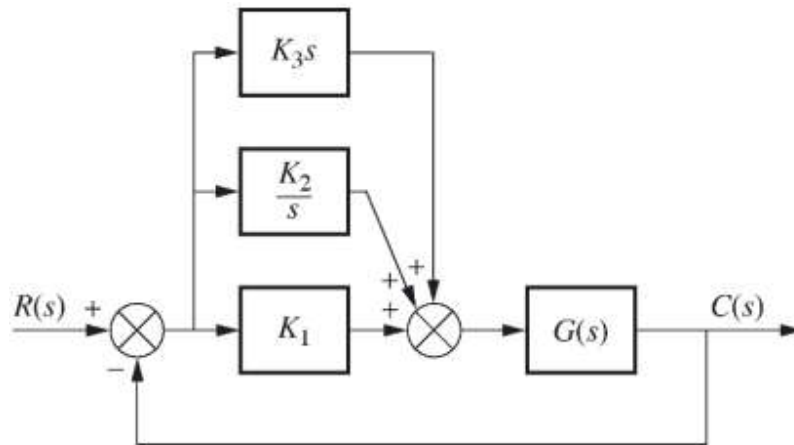 K₃s
K₂
s
+ +
R(s) + K₁ + G(s) C(s)
−